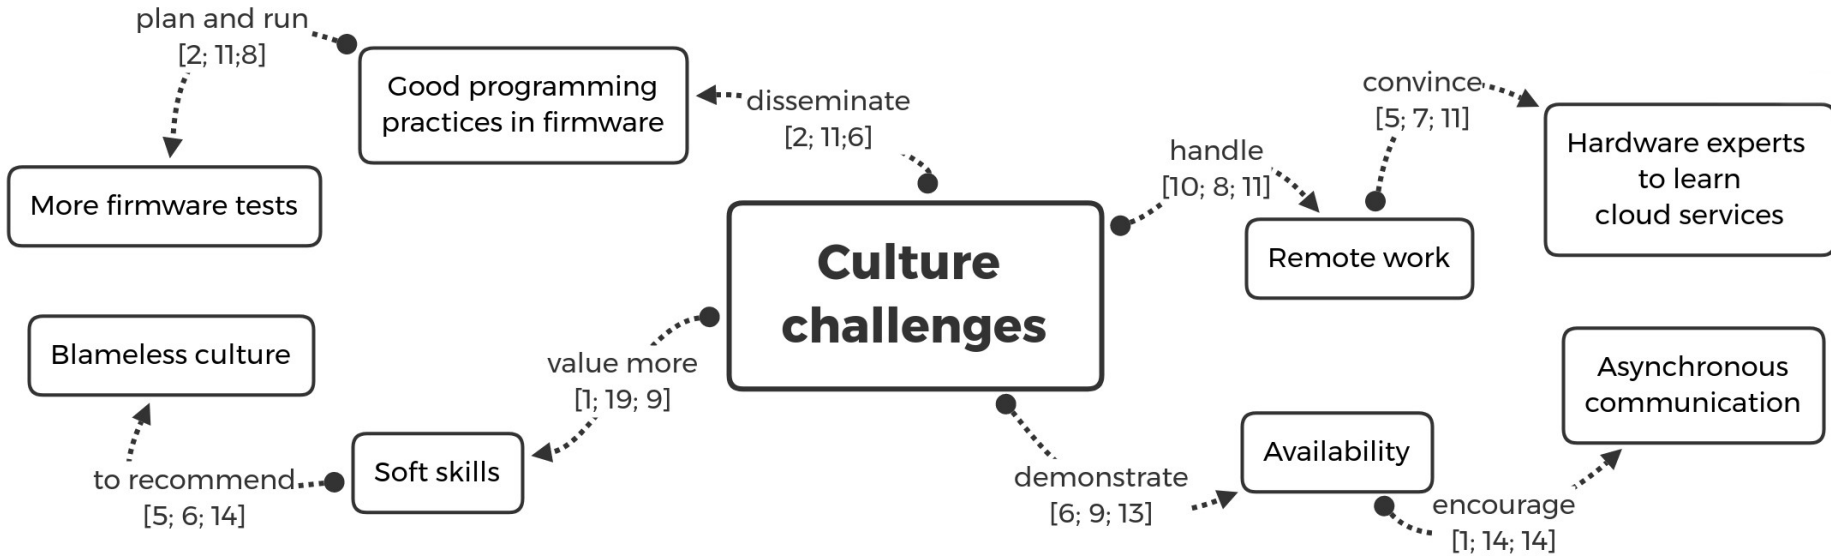 plan and run
[2; 11;8]
Good programming
practices in firmware
disseminate
[2; 11;6]
More firmware tests
convince
[5; 7; 11]
Hardware experts
to learn
cloud services
handle
[10; 8; 11]
Remote work
Culture
challenges
Blameless culture
value more
[1; 19; 9]
to recommend
[5; 6; 14]
Soft skills
demonstrate
[6; 9; 13]
Availability
Asynchronous
communication
encourage
[1; 14; 14]